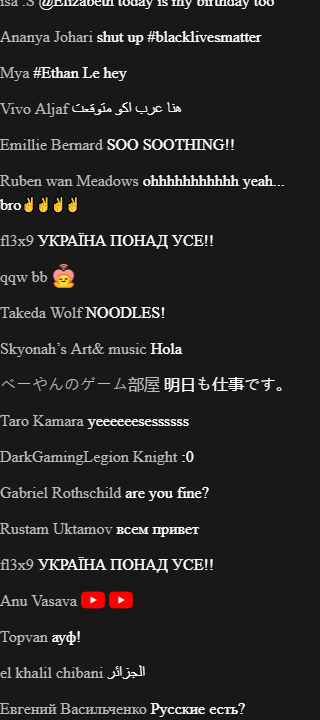 isa .S @Elizabeth today is my birthday too
Ananya Johari shut up #blacklivesmatter
Mya #Ethan Le hey
Vivo Aljaf هنا عرب اكو متوقعت
Emillie Bernard SOO SOOTHING!!
Ruben wan Meadows ohhhhhhhhhhh yeah...
bro✌✌✌✌
fl3x9 УКРАЇНА ПОНАД УСЕ!!
qqw bb
Takeda Wolf NOODLES!
Skyonah's Art& music Hola
べーやんのゲーム部屋 明日も仕事です。
Taro Kamara yeeeeeesessssss
DarkGamingLegion Knight :0
Gabriel Rothschild are you fine?
Rustam Uktamov всем привет
fl3x9 УКРАЇНА ПОНАД УСЕ!!
Anu Vasava
Topvan ауф!
el khalil chibani الجزائر
Евгений Васильченко Русские есть?